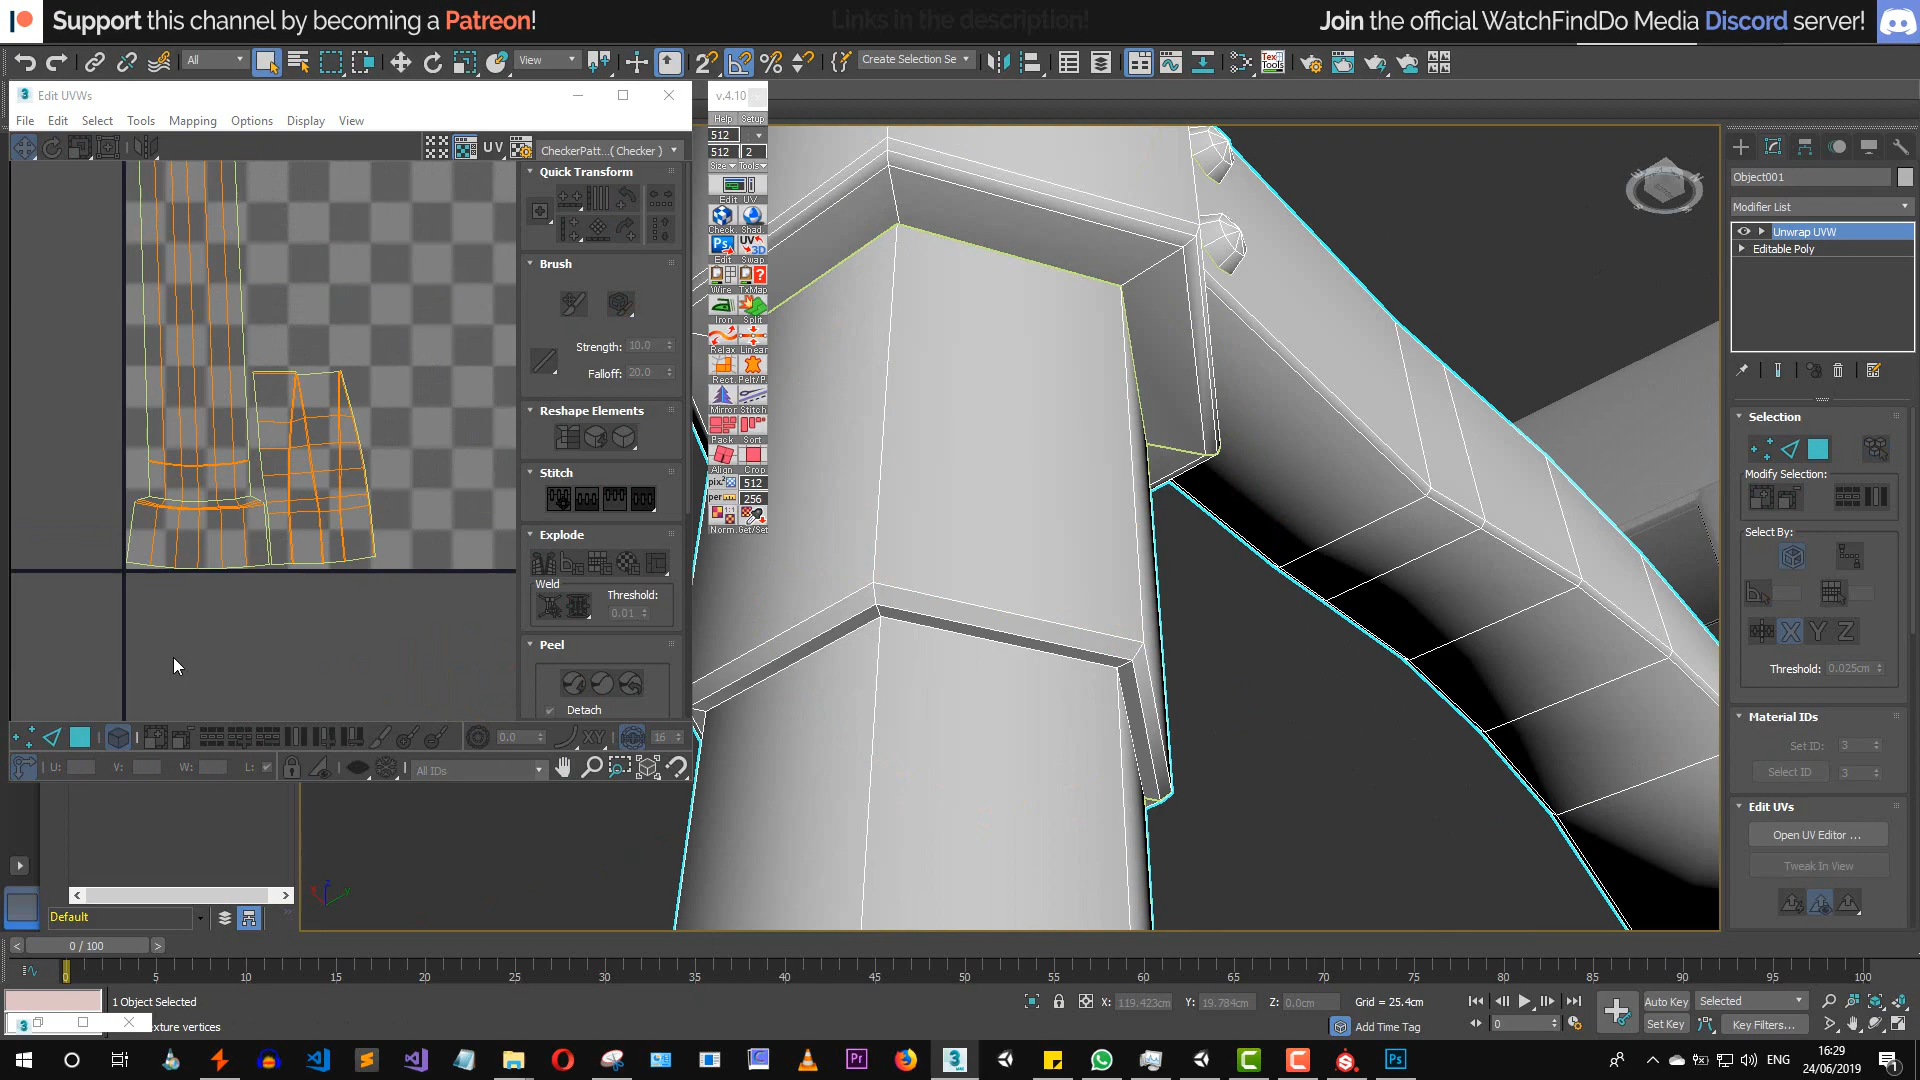 Support this channel by becoming a Patreon!
Links in the description!
Join the official WatchFindDo Media Discord server!
All
View
Create Selection Se
Edit UVWs
v.4.10
File Edit Select Tools Mapping Options Display View
Help Setup
512
512 2
Size Tools
UV
CheckerPatt...( Checker )
Edit UV
Check. Shad.
Edit Swap
Wire TxMap
Iron Split
Relax Linear
Rect. Pelt/P.
Mirror Stitch
Pack Sort
Align Crop
pix.² 512
per 256
Norm. Get/Set
Quick Transform
Brush
Strength: 10.0
Falloff: 20.0
Reshape Elements
Stitch
Explode
Weld
Threshold:
0.01
Peel
Detach
0.0
XY
16
U: V: W: L:
All IDs
Object001
Modifier List
Unwrap UVW
Editable Poly
Selection
Modify Selection:
Select By:
X Y Z
Threshold: 0.025cm
Material IDs
Set ID: 3
Select ID 3
Edit UVs
Open UV Editor ...
Tweak In View
Default
0 / 100
0 5 10 15 20 25 30 35 40 45 50 55 60 65 70 75 80 85 90 95 100
1 Object Selected
X: 119.423cm Y: 19.784cm Z: 0.0cm Grid = 25.4cm
Auto Key Selected
exture vertices
Add Time Tag
0
Set Key Key Filters...
ENG
16:29
24/06/2019